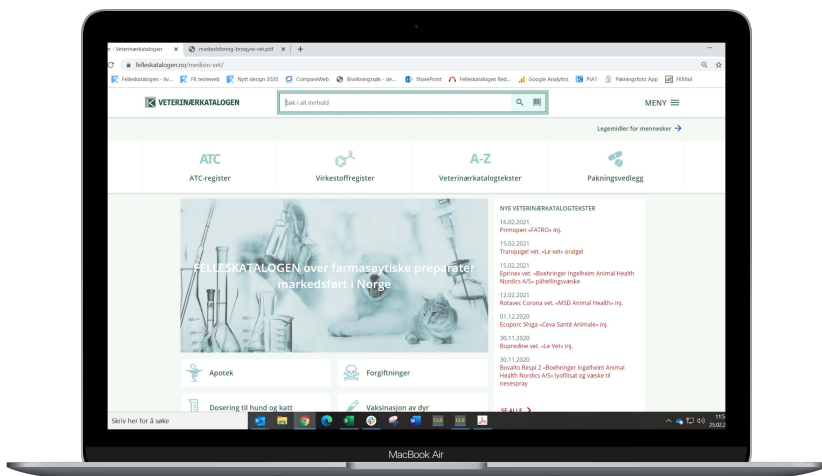 n - Veterinærkatalogen
markedsforing-brosjyre-vet.pdf
felleskatalogen.no/medisin-vet/
Felleskatalogen - liv...
FK testeweb
Nytt design 2020
CompareWeb
Bivirkningssøk - de...
SharePoint
Felleskatalogen Red...
Google Analytics
PIA1
Pakningsfoto App
FKMail
VETERINÆRKATALOGEN
Søk i alt innhold
MENY
Legemidler for mennesker
ATC
ATC-register
Virkestoffregister
A-Z
Veterinærkatalogtekster
Pakningsvedlegg
FELLESKATALOGEN over farmasøytiske preparater
markedsført i Norge
NYE VETERINÆRKATALOGTEKSTER
16.02.2021
Primopen «FATRO» inj.
15.02.2021
Tranquigel vet. «Le vet» oralgel
15.02.2021
Eprinex vet. «Boehringer Ingelheim Animal Health
Nordics A/S» påhellingsvæske
12.02.2021
Rotavec Corona vet. «MSD Animal Health» inj.
01.12.2020
Ecoporc Shiga «Ceva Santé Animale» inj.
30.11.2020
Bupredine vet. «Le Vet» inj.
30.11.2020
Bovalto Respi 2 «Boehringer Ingelheim Animal
Health Nordics A/S» lyofilisat og væske til
nesespray
SE ALLE
Apotek
Forgiftninger
Dosering til hund og katt
Vaksinasjon av dyr
Skriv her for å søke
115
25.02.2
MacBook Air